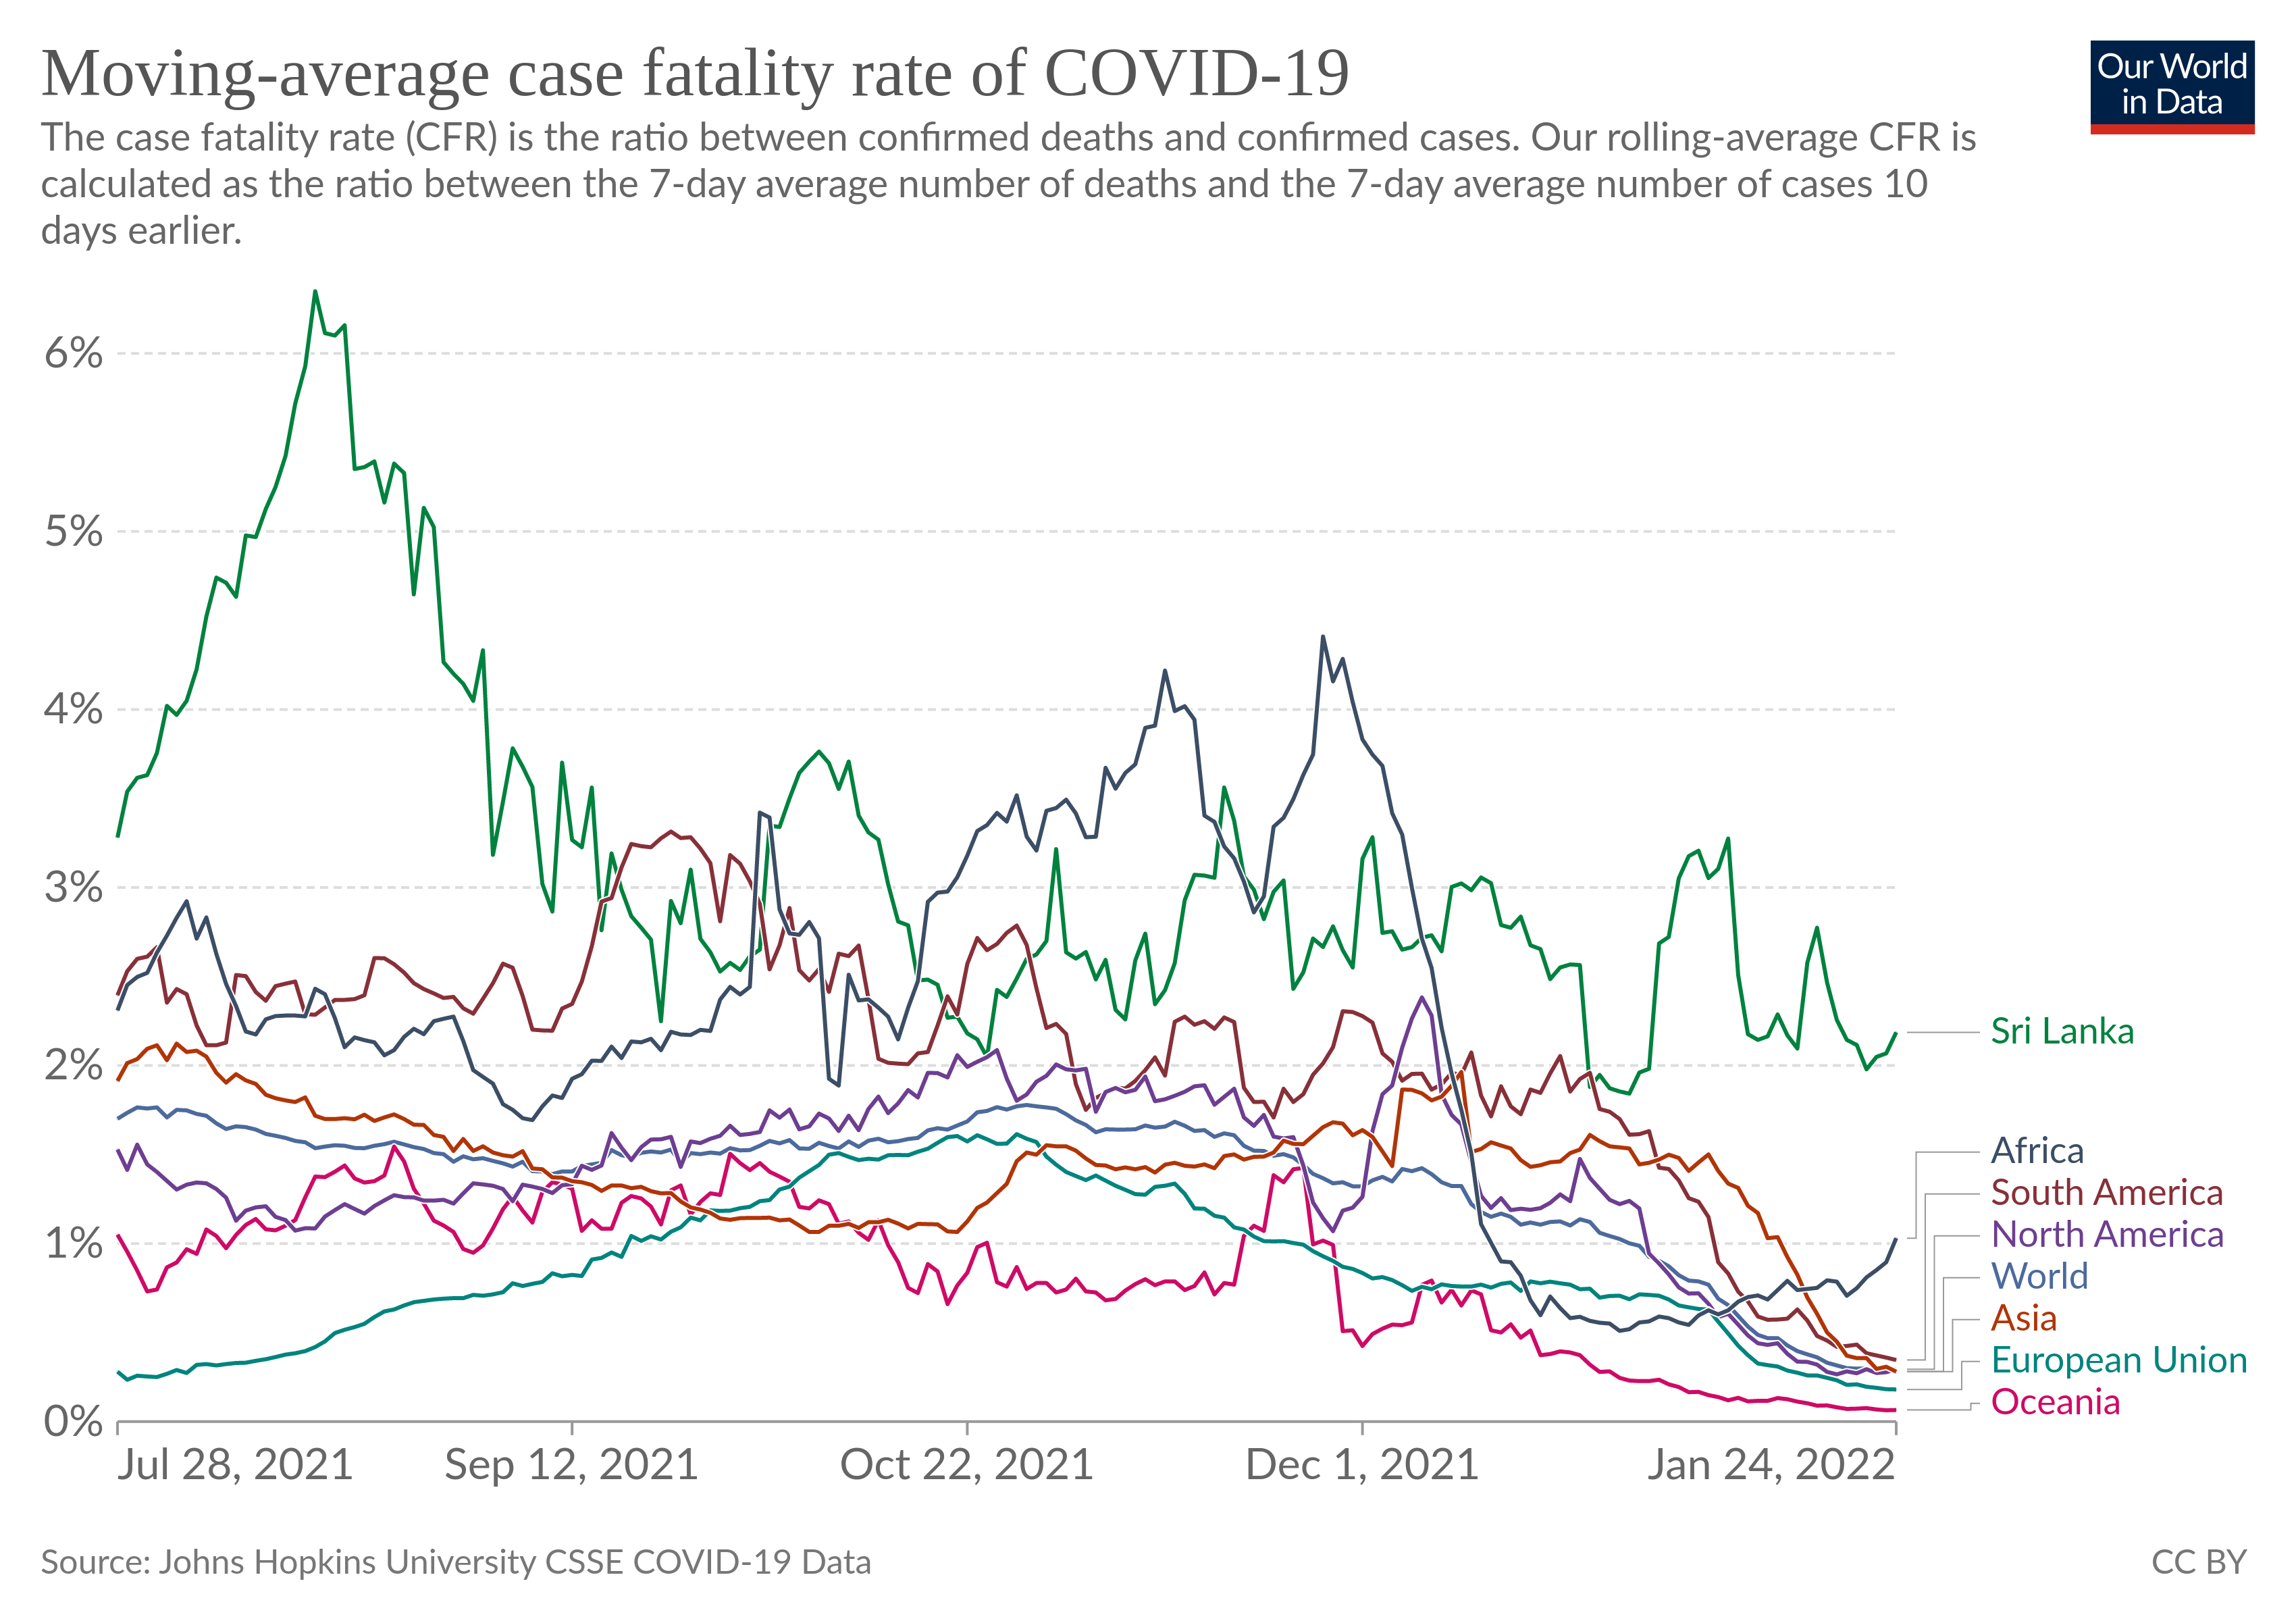 Moving-average case fatality rate of COVID-19
Our World
in Data
The case fatality rate (CFR) is the ratio between confirmed deaths and confirmed cases. Our rolling-average CFR is
calculated as the ratio between the 7-day average number of deaths and the 7-day average number of cases 10
days earlier.
6%
5%
4%
3%
2%
1%
0%
Sri Lanka
Africa
South America
North America
World
Asia
European Union
Oceania
Jul 28, 2021
Sep 12, 2021
Oct 22, 2021
Dec 1, 2021
Jan 24, 2022
Source: Johns Hopkins University CSSE COVID-19 Data
CC BY